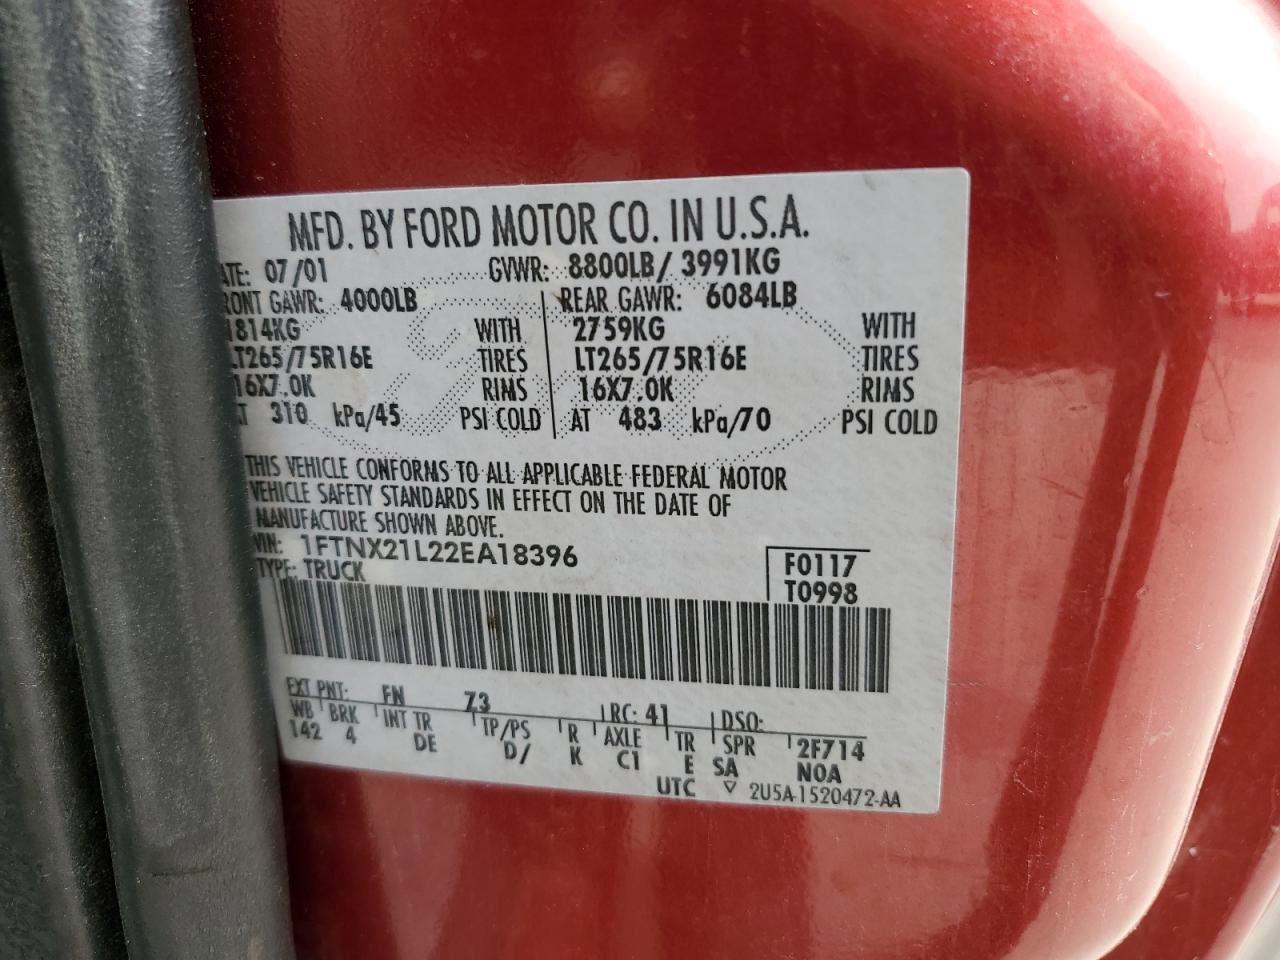 MFD. BY FORD MOTOR CO. IN U.S.A.
ATE: 07/01 GVWR: 8800LB/ 3991KG
RONT GAWR: 4000LB REAR GAWR: 6084LB
1814KG WITH 2759KG WITH
LT265/75R16E TIRES LT265/75R16E TIRES
16X7.0K RIMS 16X7.0K RIMS
AT 310 kPa/45 PSI COLD AT 483 kPa/70 PSI COLD
THIS VEHICLE CONFORMS TO ALL APPLICABLE FEDERAL MOTOR
VEHICLE SAFETY STANDARDS IN EFFECT ON THE DATE OF
MANUFACTURE SHOWN ABOVE.
VIN: 1FTNX21L22EA18396 F0117
TYPE: TRUCK T0998
EXT PNT: FN Z3 RC: 41 DSO:
WB BRK INT TR TP/PS R AXLE TR SPR 2F714
142 4 DE D/ K C1 E SA N0A
UTC ▽ 2U5A-1520472-AA